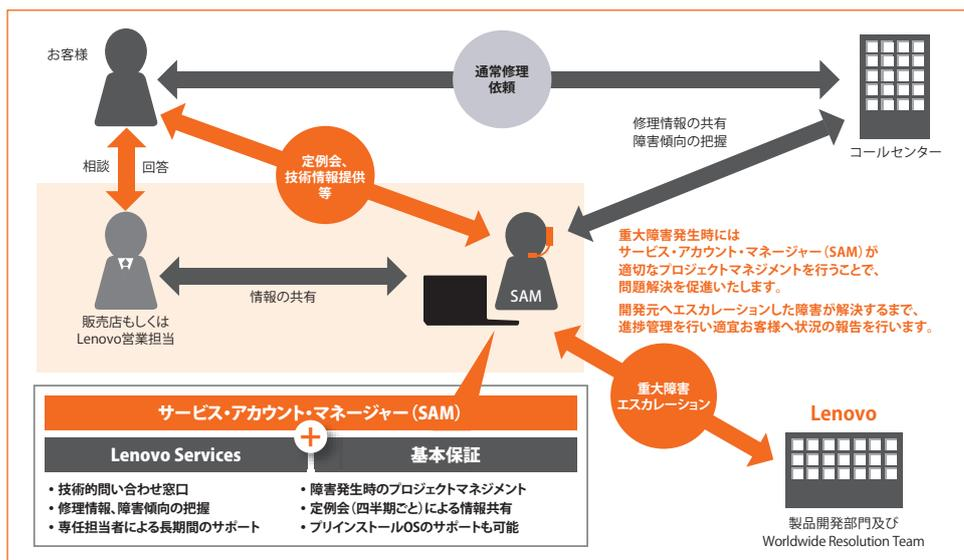 お客様
通常修理
依頼
修理情報の共有
障害傾向の把握
コールセンター
相談
回答
定例会、
技術情報提供
等
情報の共有
SAM
販売店もしくは
Lenovo営業担当
重大障害発生時には
サービス・アカウント・マネージャー（SAM）が
適切なプロジェクトマネジメントを行うことで、
問題解決を促進いたします。
開発元へエスカレーションした障害が解決するまで、
進捗管理を行い適宜お客様へ状況の報告を行います。
重大障害
エスカレーション
Lenovo
製品開発部門及び
Worldwide Resolution Team
サービス・アカウント・マネージャー（SAM）
+
Lenovo Services
基本保証
• 技術的問い合わせ窓口
• 修理情報、障害傾向の把握
• 専任担当者による長期間のサポート
• 障害発生時のプロジェクトマネジメント
• 定例会（四半期ごと）による情報共有
• プリインストールOSのサポートも可能